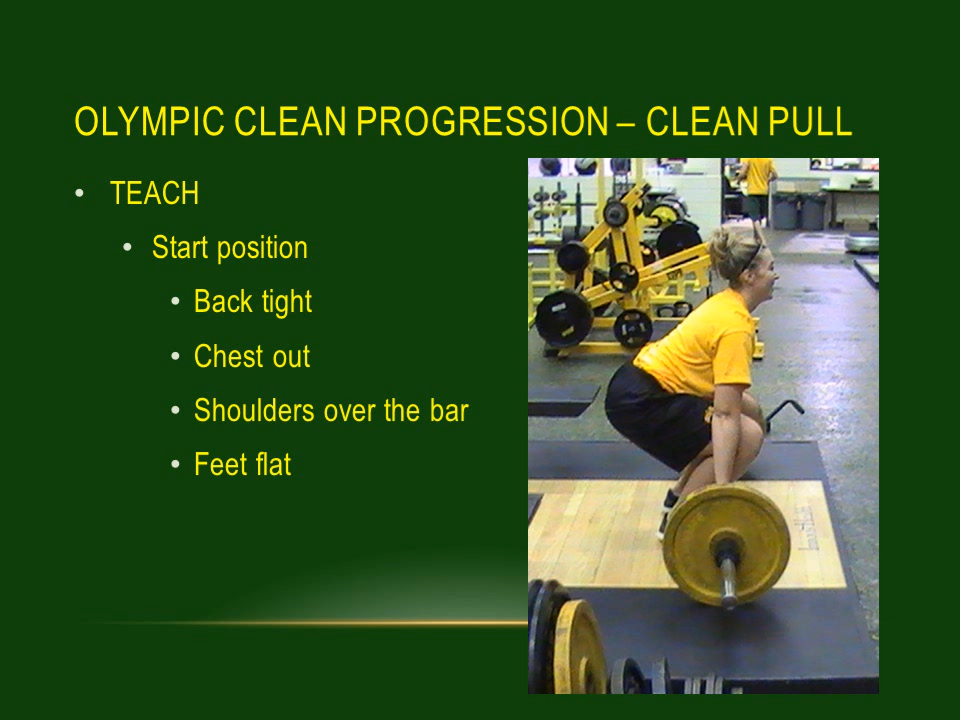 OLYMPIC CLEAN PROGRESSION – CLEAN PULL
• TEACH
• Start position
• Back tight
• Chest out
• Shoulders over the bar
• Feet flat